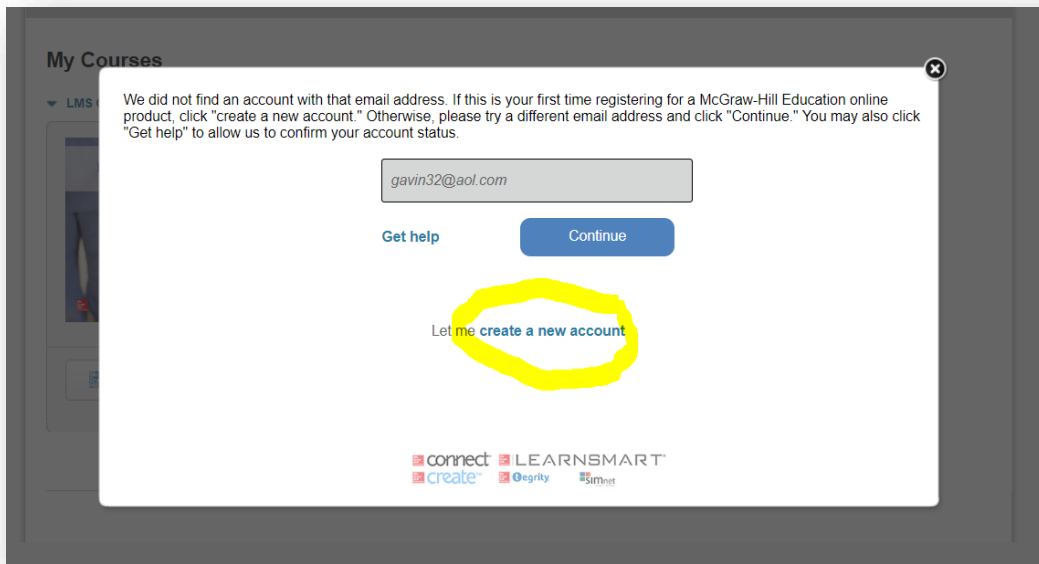 My Courses
LMS
We did not find an account with that email address. If this is your first time registering for a McGraw-Hill Education online
product, click "create a new account." Otherwise, please try a different email address and click "Continue." You may also click
"Get help" to allow us to confirm your account status.
gavin32@aol.com
Get help Continue
Let me create a new account
connect LEARNSMART
create tegrity simnet